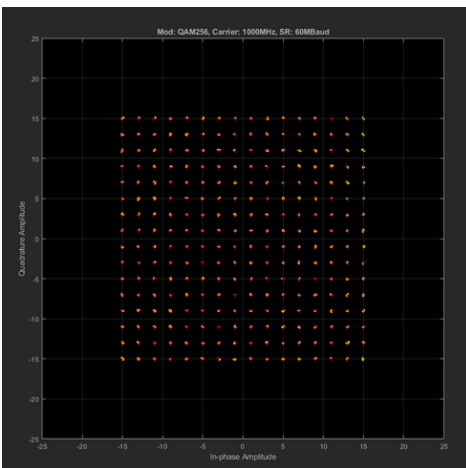 Mod: QAM256, Carrier: 1000MHz, SR: 60MBaud
25
20
15
10
5
0
-5
-10
-15
-20
-25
Quadrature Amplitude
-25 -20 -15 -10 -5 0 5 10 15 20 25
In-phase Amplitude